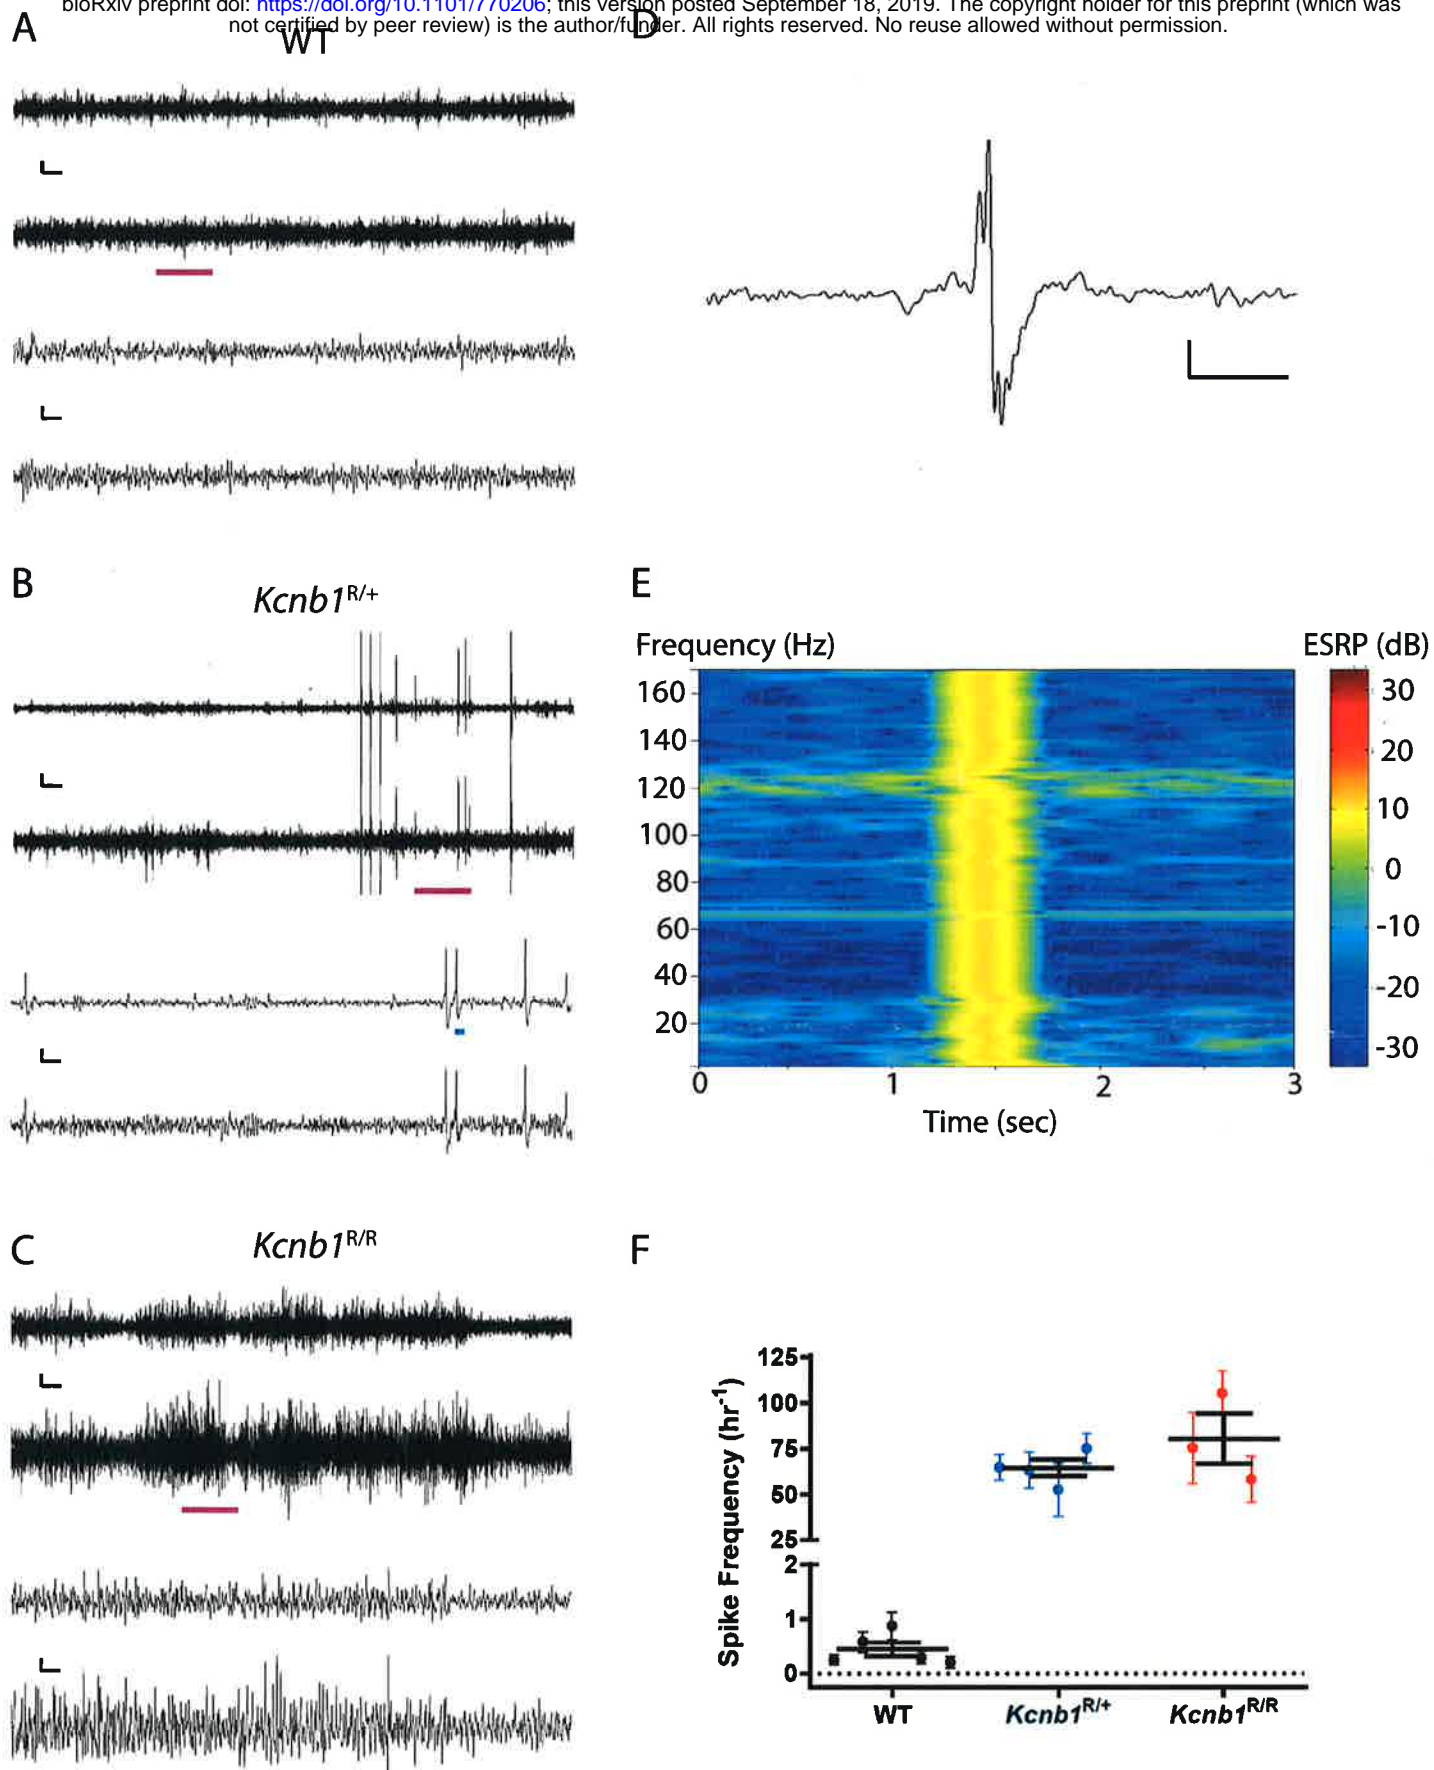 bioRxiv preprint doi: https://doi.org/10.1101/770206; this version posted September 18, 2019. The copyright holder for this preprint (which was
not certified by peer review) is the author/funder. All rights reserved. No reuse allowed without permission.
A
WT
D
B
Kcnb1R/+
E
Frequency (Hz)
ESRP (dB)
160
140
120
100
80
60
40
20
0
1
2
3
Time (sec)
30
20
10
0
-10
-20
-30
C
Kcnb1R/R
F
Spike Frequency (hr-1)
125
100
75
50
25
2
1
0
WT
Kcnb1R/+
Kcnb1R/R